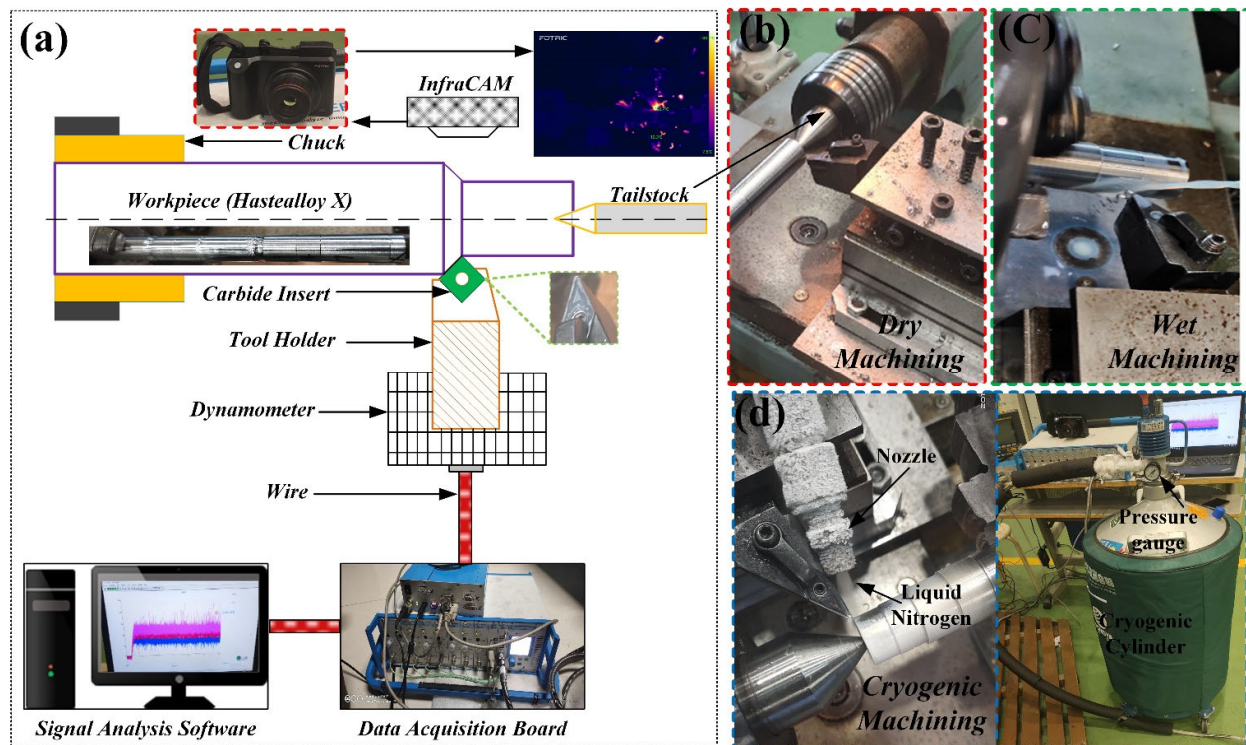 (a)
FOTRIC
InfraCAM
Chuck
Workpiece (Hastealloy X)
Tailstock
Carbide Insert
Tool Holder
Dynamometer
Wire
Signal Analysis Software
Data Acquisition Board
(b)
Dry
Machining
(C)
Wet
Machining
(d)
Nozzle
Liquid
Nitrogen
Cryogenic
Machining
Pressure
gauge
Cryogenic
Cylinder